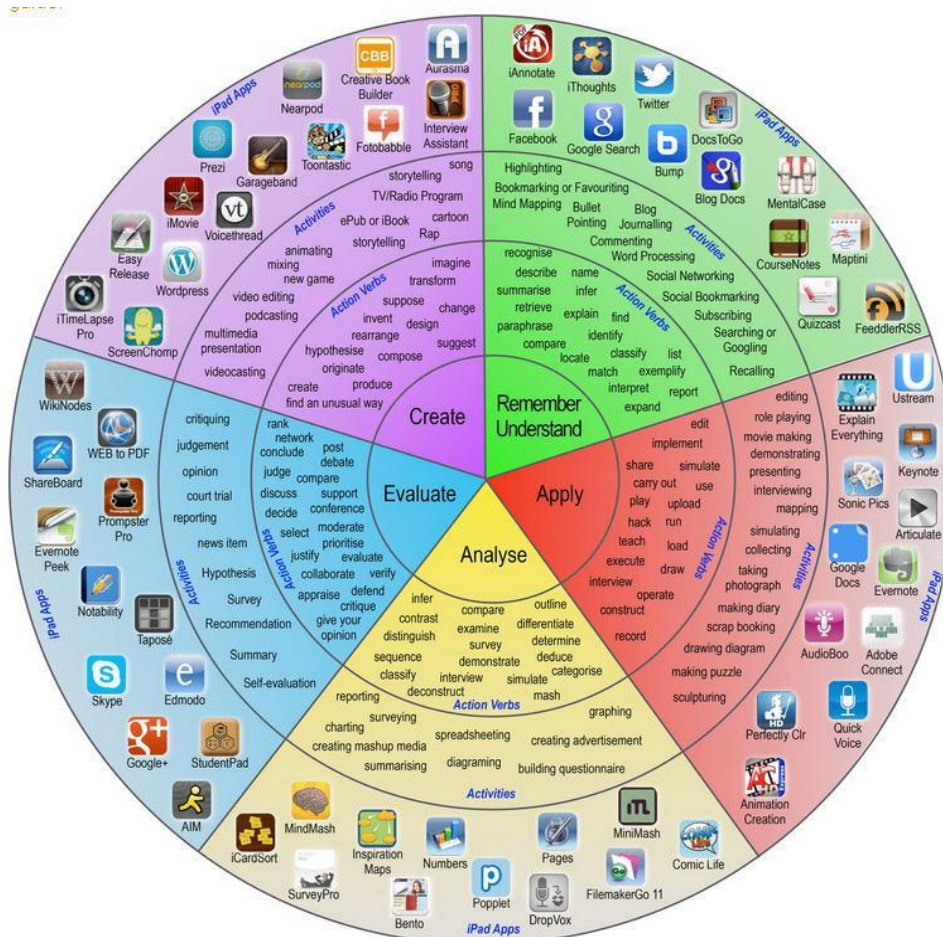 iPad Apps
Aurasma
Creative Book
Builder
Nearpod
Interview
Assistant
Fotobabble
Toontastic
Prezi
Garageband
iMovie
Voicethread
Easy
Release
Wordpress
iTimeLapse
Pro
ScreenChomp
Activities
song
storytelling
TV/Radio Program
ePub or iBook
cartoon
storytelling
Rap
animating
mixing
new game
video editing
podcasting
multimedia
presentation
videocasting
Action Verbs
imagine
transform
suppose
change
invent
design
rearrange
suggest
hypothesise
compose
originate
create
produce
find an unusual way
Create
iPad Apps
iAnnotate
iThoughts
Twitter
Facebook
Google Search
DocsToGo
Bump
Blog Docs
MentalCase
CourseNotes
Maptini
Quizcast
FeeddlerRSS
Activities
Highlighting
Bookmarking or Favouriting
Mind Mapping
Bullet
Pointing
Blog
Journalling
Commenting
Word Processing
Social Networking
Social Bookmarking
Subscribing
Searching or
Googling
Recalling
Action Verbs
recognise
describe
name
summarise
infer
retrieve
explain
find
paraphrase
identify
compare
classify
list
locate
exemplify
match
interpret
report
expand
Remember
Understand
Apply
Action Verbs
edit
implement
share
simulate
carry out
use
play
upload
hack
run
teach
load
execute
draw
interview
operate
construct
record
Activities
editing
role playing
movie making
demonstrating
presenting
interviewing
mapping
simulating
collecting
taking
photograph
making diary
scrap booking
drawing diagram
making puzzle
sculpturing
iPad Apps
Ustream
Explain
Everything
Keynote
Sonic Pics
Articulate
Google
Docs
Evernote
AudioBoo
Adobe
Connect
Perfectly Clr
Quick
Voice
Animation
Creation
Analyse
infer
compare
outline
contrast
examine
differentiate
distinguish
survey
determine
sequence
demonstrate
deduce
classify
interview
simulate
categorise
deconstruct
mash
Action Verbs
reporting
surveying
graphing
charting
spreadsheeting
creating advertisement
creating mashup media
summarising
diagraming
building questionnaire
Activities
iCardSort
MindMash
SurveyPro
Inspiration
Maps
Numbers
Pages
MiniMash
Comic Life
Bento
Popplet
DropVox
FilemakerGo 11
iPad Apps
Evaluate
Action Verbs
rank
network
post
conclude
debate
judge
compare
discuss
support
decide
conference
select
moderate
prioritise
justify
evaluate
collaborate
verify
appraise
defend
critique
give your
opinion
Activities
critiquing
judgement
opinion
court trial
reporting
news item
Hypothesis
Survey
Recommendation
Summary
Self-evaluation
iPad Apps
WikiNodes
WEB to PDF
ShareBoard
Prompster
Pro
Evernote
Peek
Notability
Taposé
Skype
Edmodo
Google+
StudentPad
AIM